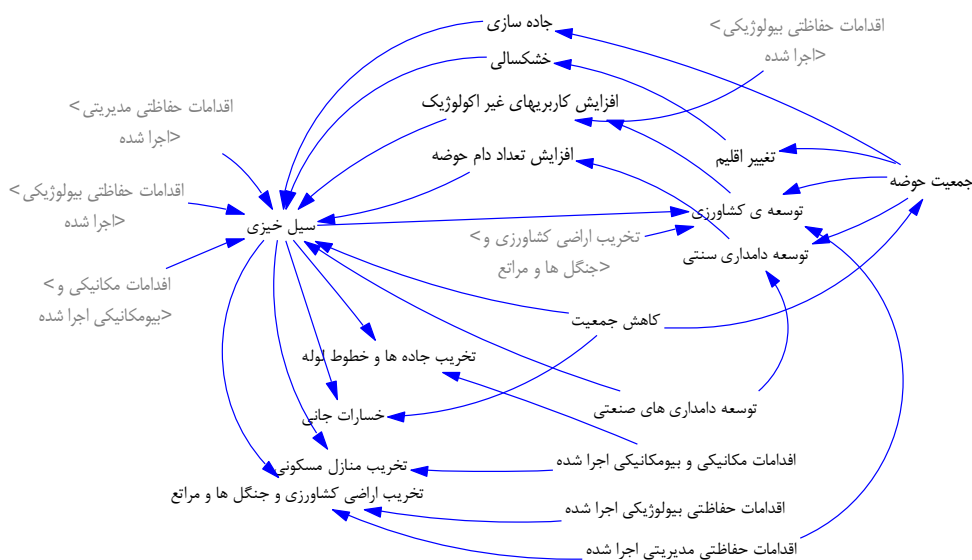 جاده سازی
<اقدامات حفاظتی بیولوژیکی
اجرا شده>
خشکسالی
افزایش کاربریهای غیر اکولوژیک
<اقدامات حفاظتی مدیریتی
اجرا شده>
افزایش تعداد دام حوضه
تغییر اقلیم
جمعیت حوضه
<اقدامات حفاظتی بیولوژیکی
اجرا شده>
توسعه ی کشاورزی
سیل خیزی
<تخریب اراضی کشاورزی و
جنگل ها و مراتع>
توسعه دامداری سنتی
<اقدامات مکانیکی و
بیومکانیکی اجرا شده>
کاهش جمعیت
تخریب جاده ها و خطوط لوله
توسعه دامداری های صنعتی
خسارات جانی
اقدامات مکانیکی و بیومکانیکی اجرا شده
تخریب منازل مسکونی
تخریب اراضی کشاورزی و جنگل ها و مراتع
اقدامات حفاظتی بیولوژیکی اجرا شده
اقدامات حفاظتی مدیریتی اجرا شده